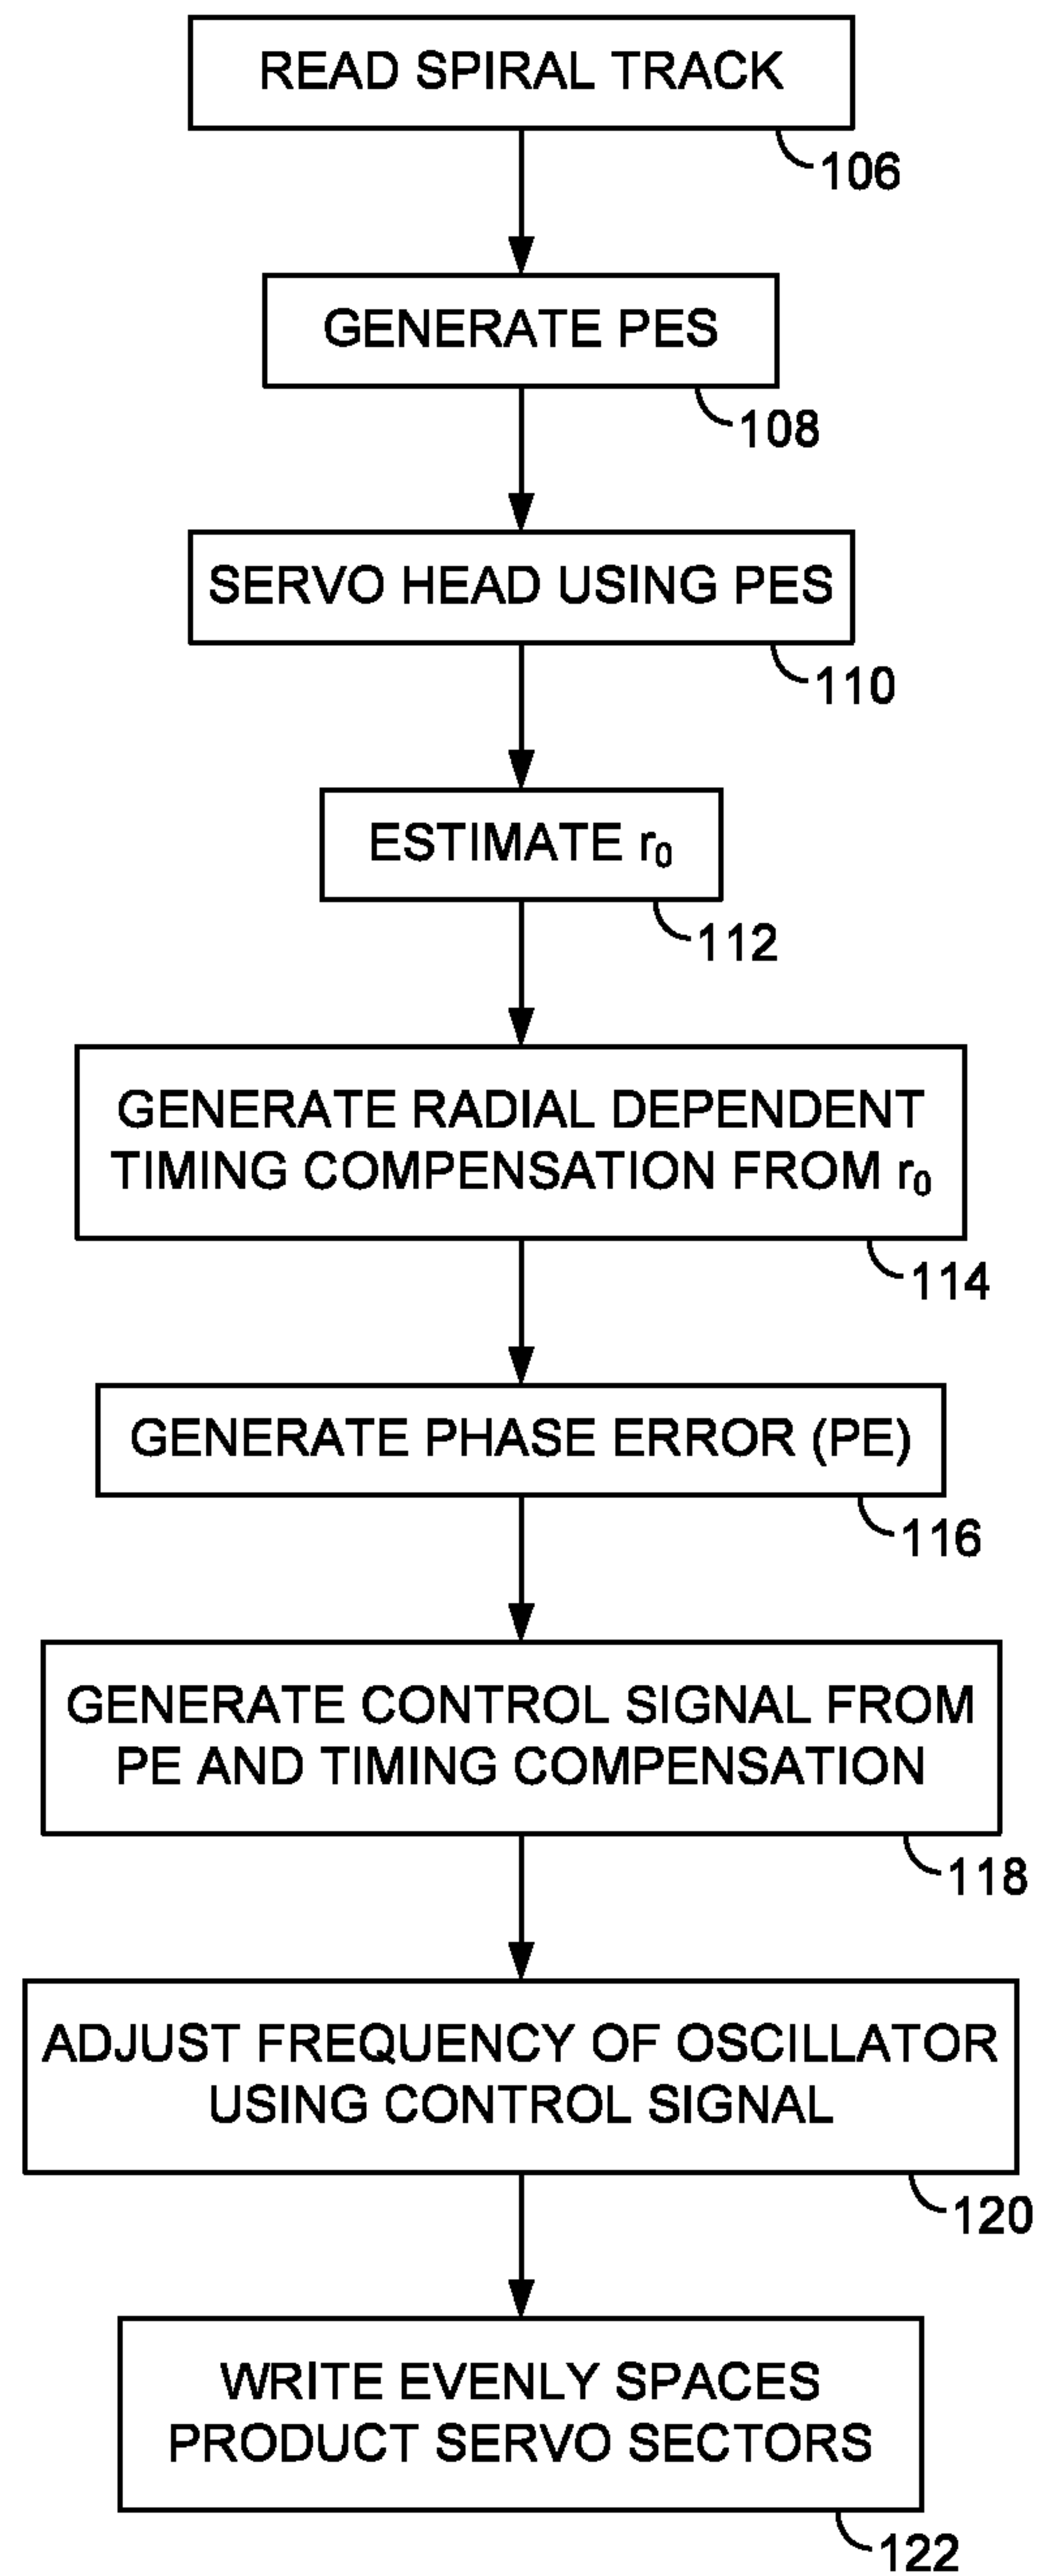 READ SPIRAL TRACK
106
GENERATE PES
108
SERVO HEAD USING PES
110
ESTIMATE r₀
112
GENERATE RADIAL DEPENDENT
TIMING COMPENSATION FROM r₀
114
GENERATE PHASE ERROR (PE)
116
GENERATE CONTROL SIGNAL FROM
PE AND TIMING COMPENSATION
118
ADJUST FREQUENCY OF OSCILLATOR
USING CONTROL SIGNAL
120
WRITE EVENLY SPACES
PRODUCT SERVO SECTORS
122